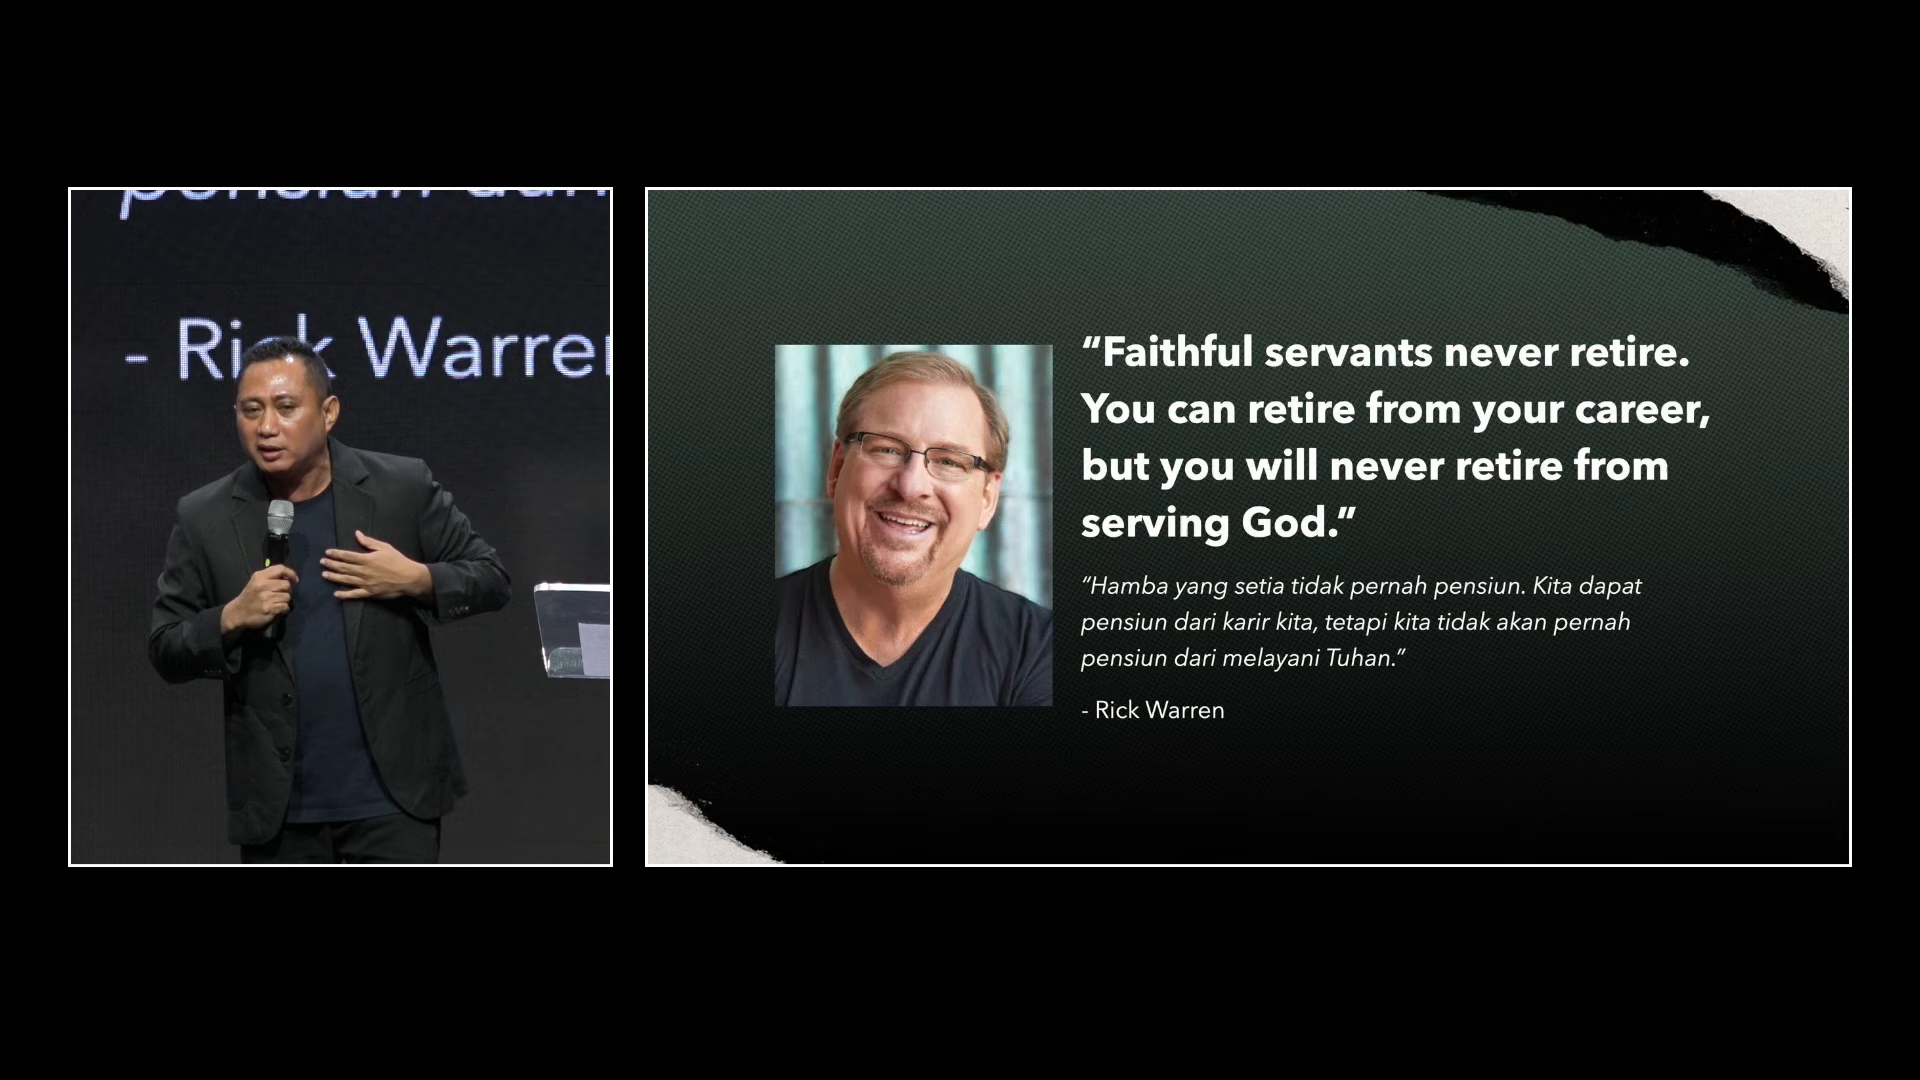 - Rick Warren
“Faithful servants never retire.
You can retire from your career,
but you will never retire from
serving God.”
“Hamba yang setia tidak pernah pensiun. Kita dapat
pensiun dari karir kita, tetapi kita tidak akan pernah
pensiun dari melayani Tuhan.”
- Rick Warren